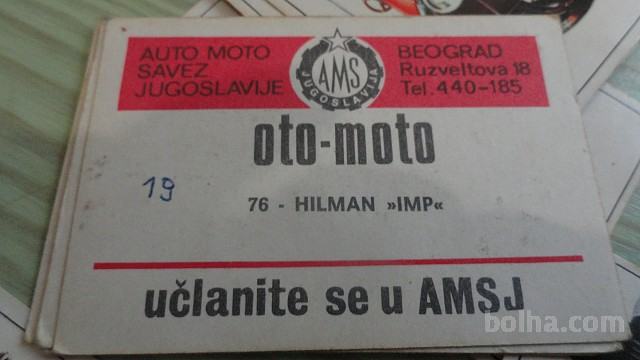 AUTO MOTO
SAVEZ
JUGOSLAVIJE
AMS
JUGOSLAVIJA
BEOGRAD
Ruzveltova 18
Tel. 440-185
oto-moto
19
76 - HILMAN »IMP«
učlanite se u AMSJ
bolha.com